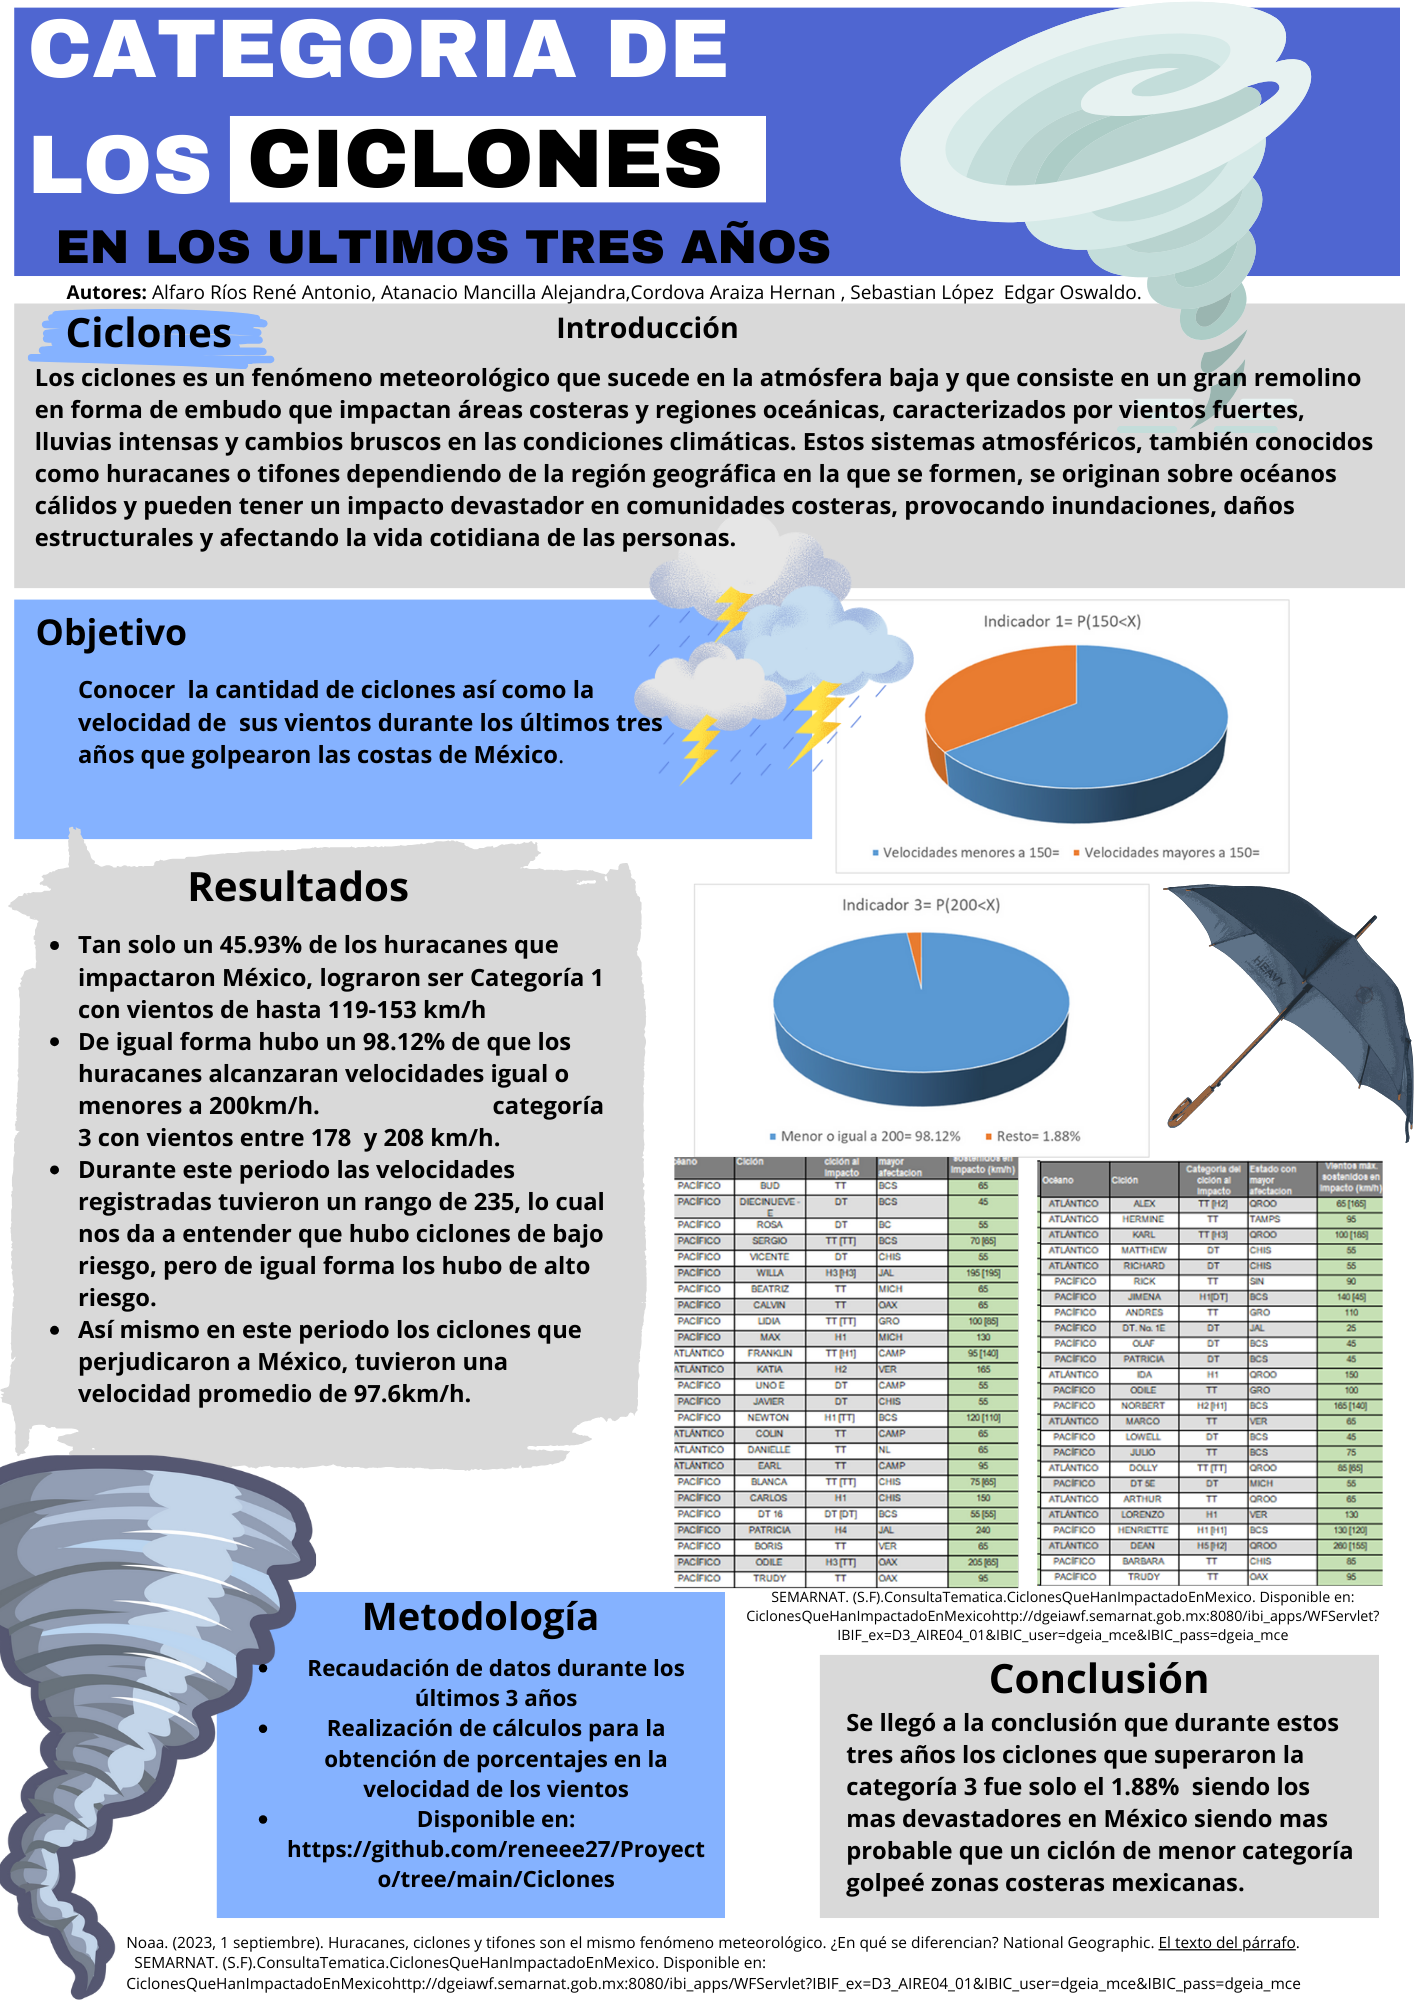 CATEGORIA DE
LOS CICLONES
EN LOS ULTIMOS TRES AÑOS
Autores: Alfaro Ríos René Antonio, Atanacio Mancilla Alejandra,Cordova Araiza Hernan , Sebastian López  Edgar Oswaldo.
Ciclones
Introducción
Los ciclones es un fenómeno meteorológico que sucede en la atmósfera baja y que consiste en un gran remolino
en forma de embudo que impactan áreas costeras y regiones oceánicas, caracterizados por vientos fuertes,
lluvias intensas y cambios bruscos en las condiciones climáticas. Estos sistemas atmosféricos, también conocidos
como huracanes o tifones dependiendo de la región geográfica en la que se formen, se originan sobre océanos
cálidos y pueden tener un impacto devastador en comunidades costeras, provocando inundaciones, daños
estructurales y afectando la vida cotidiana de las personas.
Objetivo
Conocer  la cantidad de ciclones así como la
velocidad de  sus vientos durante los últimos tres
años que golpearon las costas de México.
Indicador 1= P(150<X)
Velocidades menores a 150= Velocidades mayores a 150=
Resultados
• Tan solo un 45.93% de los huracanes que
impactaron México, lograron ser Categoría 1
con vientos de hasta 119-153 km/h
• De igual forma hubo un 98.12% de que los
huracanes alcanzaran velocidades igual o
menores a 200km/h. categoría
3 con vientos entre 178  y 208 km/h.
• Durante este periodo las velocidades
registradas tuvieron un rango de 235, lo cual
nos da a entender que hubo ciclones de bajo
riesgo, pero de igual forma los hubo de alto
riesgo.
• Así mismo en este periodo los ciclones que
perjudicaron a México, tuvieron una
velocidad promedio de 97.6km/h.
Indicador 3= P(200<X)
Menor o igual a 200= 98.12% Resto= 1.88%
HEAVY
Ciclón ciclón al impacto mayor afectacion sostenidos en impacto (km/h)
PACÍFICO BUD TT BCS 65
PACÍFICO DIECINUEVE - E DT BCS 45
PACÍFICO ROSA DT BC 55
PACÍFICO SERGIO TT [TT] BCS 70 [65]
PACÍFICO VICENTE DT CHIS 55
PACÍFICO WILLA H3 [H3] JAL 195 [195]
PACÍFICO BEATRIZ TT MICH 65
PACÍFICO CALVIN TT OAX 65
PACÍFICO LIDIA TT [TT] GRO 100 [85]
PACÍFICO MAX H1 MICH 130
ATLÁNTICO FRANKLIN TT [H1] CAMP 95 [140]
ATLÁNTICO KATIA H2 VER 165
PACÍFICO UNO E DT CAMP 55
PACÍFICO JAVIER DT CHIS 55
PACÍFICO NEWTON H1 [TT] BCS 120 [110]
ATLÁNTICO COLIN TT CAMP 65
ATLÁNTICO DANIELLE TT NL 65
ATLÁNTICO EARL TT CAMP 95
PACÍFICO BLANCA TT [TT] CHIS 75 [65]
PACÍFICO CARLOS H1 CHIS 150
PACÍFICO DT 16 DT [DT] BCS 55 [55]
PACÍFICO PATRICIA H4 JAL 240
PACÍFICO BORIS TT VER 65
PACÍFICO ODILE H3 [TT] OAX 205 [65]
PACÍFICO TRUDY TT OAX 95
Océano Ciclón Categoría del ciclón al impacto Estado con mayor afectacion Vientos máx. sostenidos en impacto (km/h)
ATLÁNTICO ALEX TT [H2] QROO 65 [165]
ATLÁNTICO HERMINE TT TAMPS 95
ATLÁNTICO KARL TT [H3] QROO 100 [185]
ATLÁNTICO MATTHEW DT CHIS 55
ATLÁNTICO RICHARD DT CHIS 55
PACÍFICO RICK TT SIN 90
PACÍFICO JIMENA H1[DT] BCS 140 [45]
PACÍFICO ANDRES TT GRO 110
PACÍFICO DT. No. 1E DT JAL 25
PACÍFICO OLAF DT BCS 45
PACÍFICO PATRICIA DT BCS 45
ATLÁNTICO IDA H1 QROO 150
PACÍFICO ODILE TT GRO 100
PACÍFICO NORBERT H2 [H1] BCS 165 [140]
ATLÁNTICO MARCO TT VER 65
PACÍFICO LOWELL DT BCS 45
PACÍFICO JULIO TT BCS 75
ATLÁNTICO DOLLY TT [TT] QROO 85 [65]
PACÍFICO DT 5E DT MICH 55
ATLÁNTICO ARTHUR TT QROO 65
ATLÁNTICO LORENZO H1 VER 130
PACÍFICO HENRIETTE H1 [H1] BCS 130 [120]
ATLÁNTICO DEAN H5 [H2] QROO 260 [155]
PACÍFICO BARBARA TT CHIS 85
PACÍFICO TRUDY TT OAX 95
SEMARNAT. (S.F).ConsultaTematica.CiclonesQueHanImpactadoEnMexico. Disponible en:
CiclonesQueHanImpactadoEnMexicohttp://dgeiawf.semarnat.gob.mx:8080/ibi_apps/WFServlet?
IBIF_ex=D3_AIRE04_01&IBIC_user=dgeia_mce&IBIC_pass=dgeia_mce
Metodología
• Recaudación de datos durante los
últimos 3 años
• Realización de cálculos para la
obtención de porcentajes en la
velocidad de los vientos
• Disponible en:
https://github.com/reneee27/Proyect
o/tree/main/Ciclones
Conclusión
Se llegó a la conclusión que durante estos
tres años los ciclones que superaron la
categoría 3 fue solo el 1.88%  siendo los
mas devastadores en México siendo mas
probable que un ciclón de menor categoría
golpeé zonas costeras mexicanas.
Noaa. (2023, 1 septiembre). Huracanes, ciclones y tifones son el mismo fenómeno meteorológico. ¿En qué se diferencian? National Geographic. El texto del párrafo.
SEMARNAT. (S.F).ConsultaTematica.CiclonesQueHanImpactadoEnMexico. Disponible en:
CiclonesQueHanImpactadoEnMexicohttp://dgeiawf.semarnat.gob.mx:8080/ibi_apps/WFServlet?IBIF_ex=D3_AIRE04_01&IBIC_user=dgeia_mce&IBIC_pass=dgeia_mce